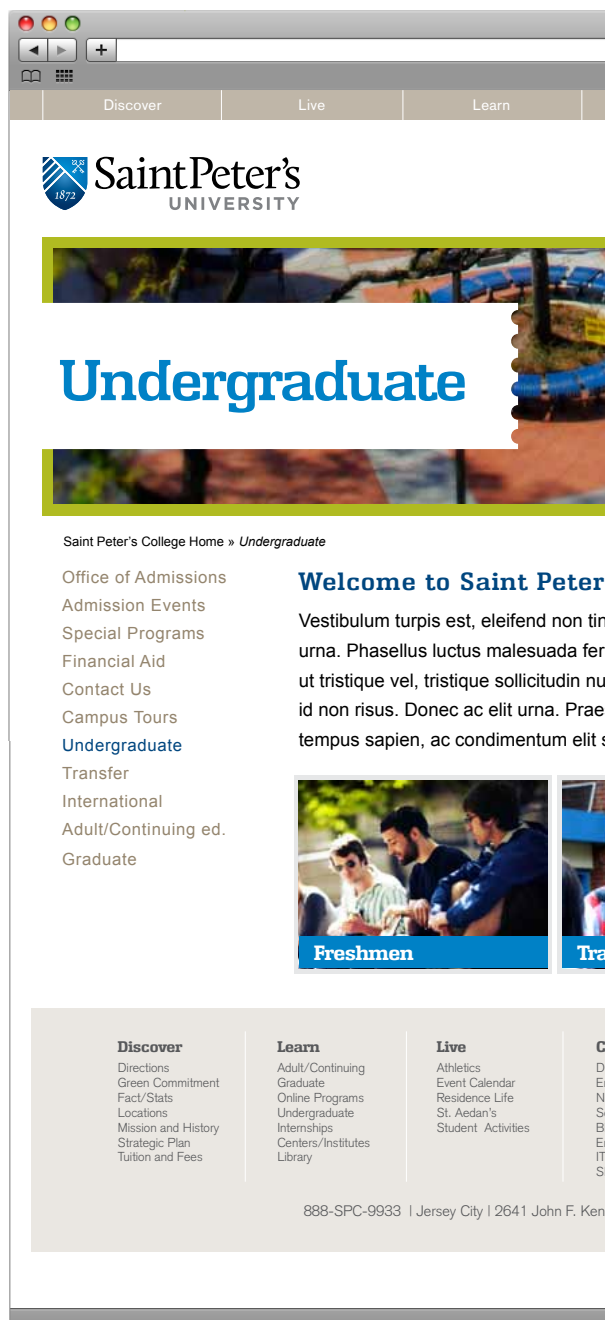 Discover
Live
Learn
1872
Saint Peter's
UNIVERSITY
Undergraduate
Saint Peter's College Home » Undergraduate
Office of Admissions
Admission Events
Special Programs
Financial Aid
Contact Us
Campus Tours
Undergraduate
Transfer
International
Adult/Continuing ed.
Graduate
Welcome to Saint Peter
Vestibulum turpis est, eleifend non tin
urna. Phasellus luctus malesuada fer
ut tristique vel, tristique sollicitudin nu
id non risus. Donec ac elit urna. Prae
tempus sapien, ac condimentum elit s
Freshmen
Tra
Discover
Directions
Green Commitment
Fact/Stats
Locations
Mission and History
Strategic Plan
Tuition and Fees
Learn
Adult/Continuing
Graduate
Online Programs
Undergraduate
Internships
Centers/Institutes
Library
Live
Athletics
Event Calendar
Residence Life
St. Aedan's
Student Activities
888-SPC-9933 | Jersey City | 2641 John F. Ken